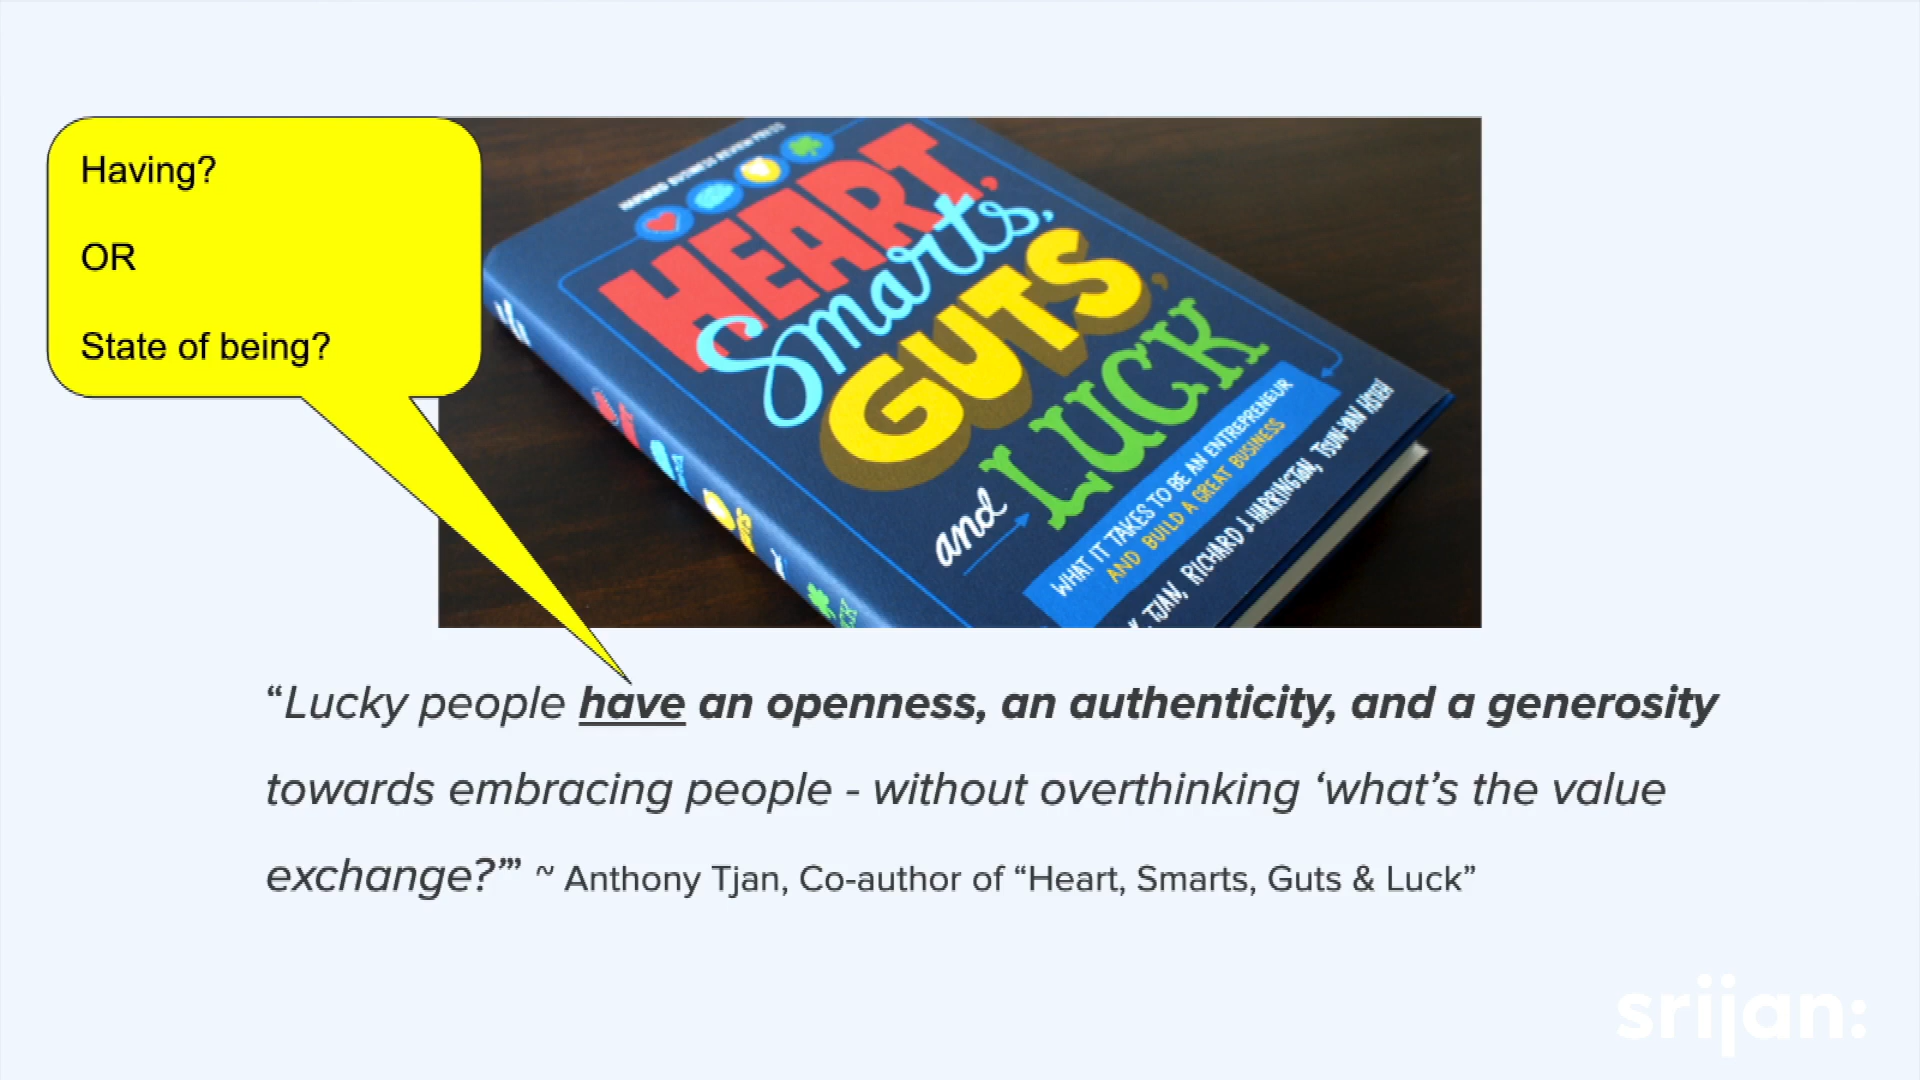 Having?
OR
State of being?
HARVARD BUSINESS REVIEW PRESS
HEART,
Smarts,
GUTS,
and LUCK
WHAT IT TAKES TO BE AN ENTREPRENEUR
AND BUILD A GREAT BUSINESS
TJAN, RICHARD J. HARRINGTON, TSUN-YAN HSIEH
“Lucky people have an openness, an authenticity, and a generosity
towards embracing people - without overthinking ‘what’s the value
exchange?’” ~ Anthony Tjan, Co-author of “Heart, Smarts, Guts & Luck”
srijan: